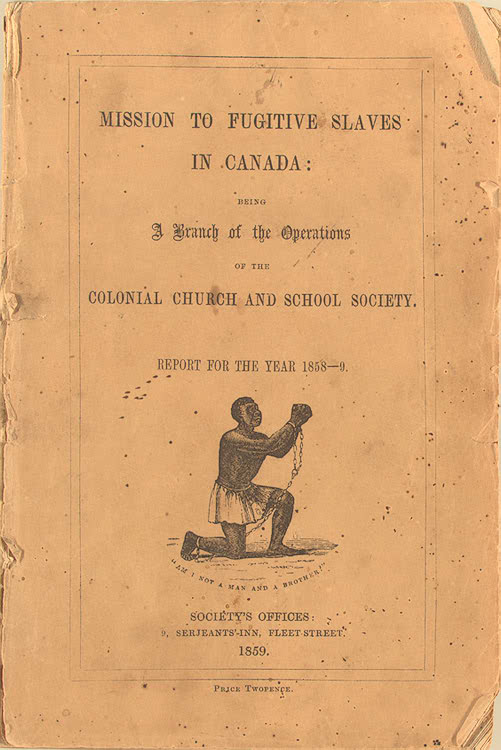 MISSION TO FUGITIVE SLAVES
IN CANADA:
BEING
A Branch of the Operations
OF THE
COLONIAL CHURCH AND SCHOOL SOCIETY.
REPORT FOR THE YEAR 1858—9.
"AM I NOT A MAN AND A BROTHER?"
SOCIETY'S OFFICES:
9, SERJEANTS'-INN, FLEET-STREET.
1859.
PRICE TWOPENCE.